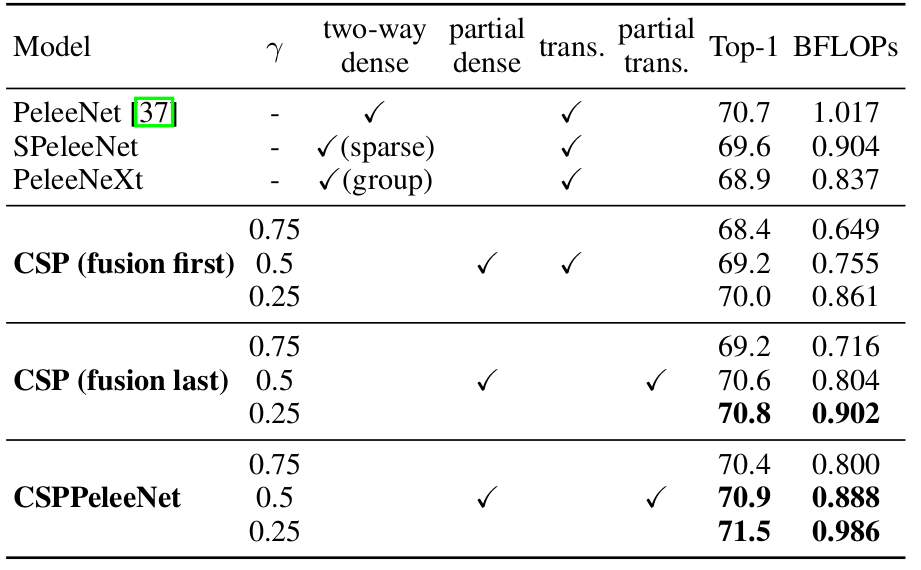 Model γ two-way dense partial dense trans. partial trans. Top-1 BFLOPs
PeleeNet [37] - ✓ ✓ 70.7 1.017
SPeleeNet - ✓(sparse) ✓ 69.6 0.904
PeleeNeXt - ✓(group) ✓ 68.9 0.837
0.75 68.4 0.649
CSP (fusion first) 0.5 ✓ ✓ 69.2 0.755
0.25 70.0 0.861
0.75 69.2 0.716
CSP (fusion last) 0.5 ✓ ✓ 70.6 0.804
0.25 70.8 0.902
0.75 70.4 0.800
CSPPeleeNet 0.5 ✓ ✓ 70.9 0.888
0.25 71.5 0.986